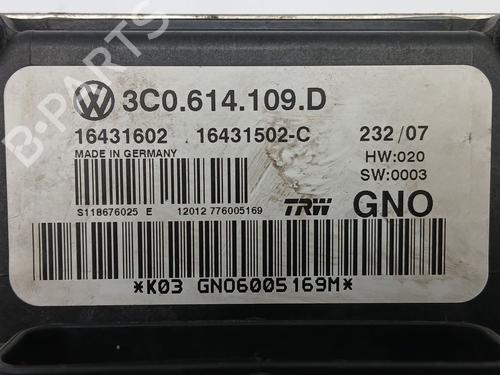 3C0.614.109.D
16431602 16431502-C 232/07
MADE IN GERMANY HW:020
SW:0003
S118676025 E 12012 776005169 TRW GNO
*K03 GNO6005169M*
B-PARTS